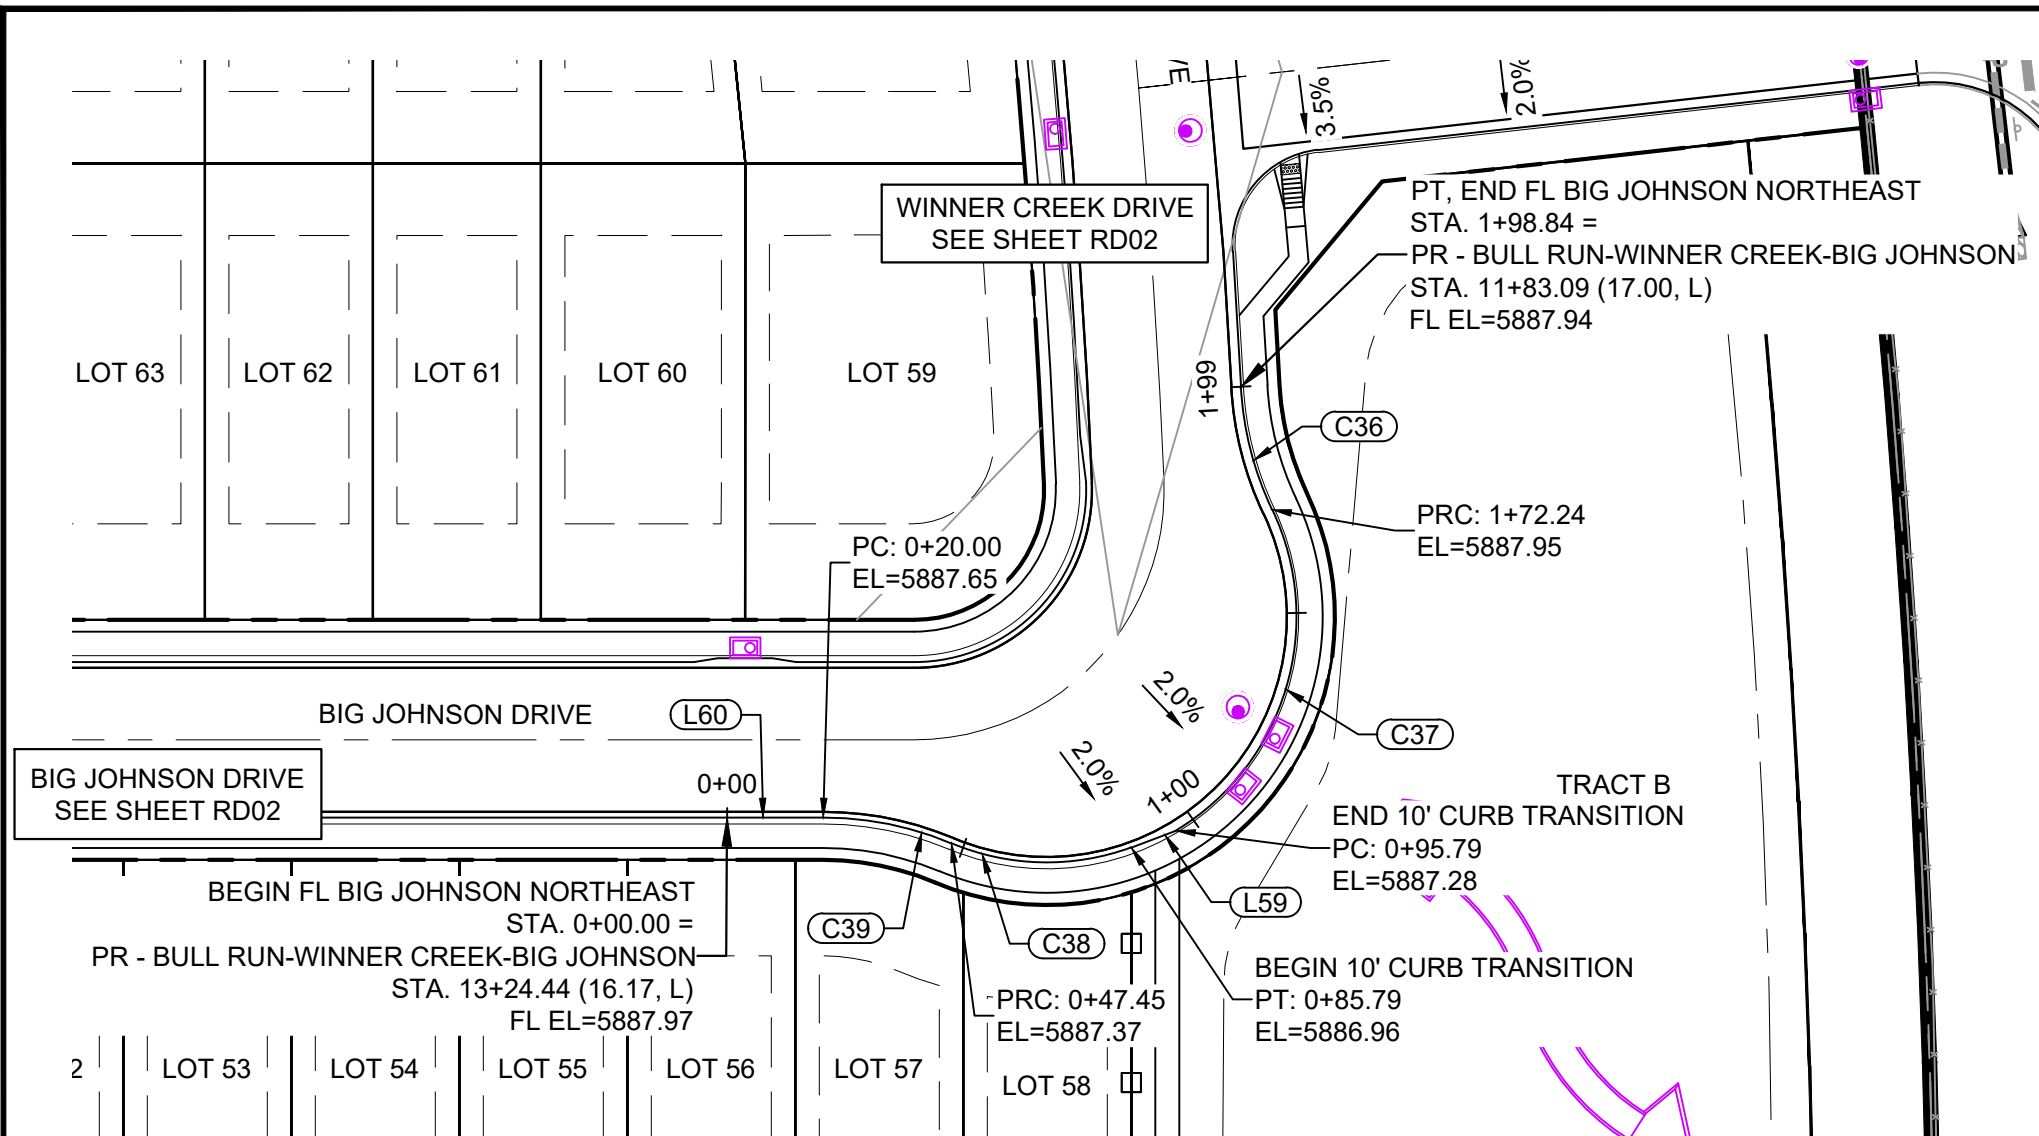 VE
3.5%
2.0%
WINNER CREEK DRIVE
SEE SHEET RD02
PT, END FL BIG JOHNSON NORTHEAST
STA. 1+98.84 =
PR - BULL RUN-WINNER CREEK-BIG JOHNSON
STA. 11+83.09 (17.00, L)
FL EL=5887.94
LOT 63
LOT 62
LOT 61
LOT 60
LOT 59
1+99
C36
PRC: 1+72.24
EL=5887.95
PC: 0+20.00
EL=5887.65
BIG JOHNSON DRIVE
L60
2.0%
2.0%
C37
BIG JOHNSON DRIVE
SEE SHEET RD02
0+00
1+00
TRACT B
END 10' CURB TRANSITION
PC: 0+95.79
EL=5887.28
BEGIN FL BIG JOHNSON NORTHEAST
STA. 0+00.00 =
PR - BULL RUN-WINNER CREEK-BIG JOHNSON
STA. 13+24.44 (16.17, L)
FL EL=5887.97
C39
C38
L59
PRC: 0+47.45
EL=5887.37
BEGIN 10' CURB TRANSITION
PT: 0+85.79
EL=5886.96
2
LOT 53
LOT 54
LOT 55
LOT 56
LOT 57
LOT 58